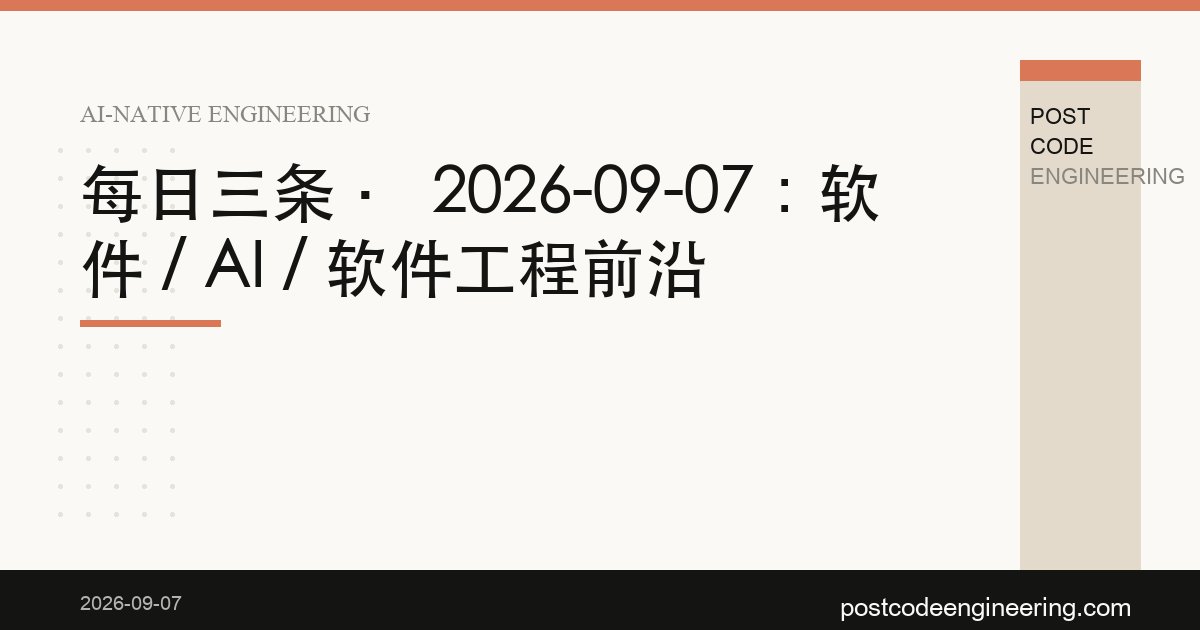 AI-NATIVE ENGINEERING
每日三条 · 2026-09-07：软
件 / AI / 软件工程前沿
POST
CODE
ENGINEERING
2026-09-07
postcodeengineering.com